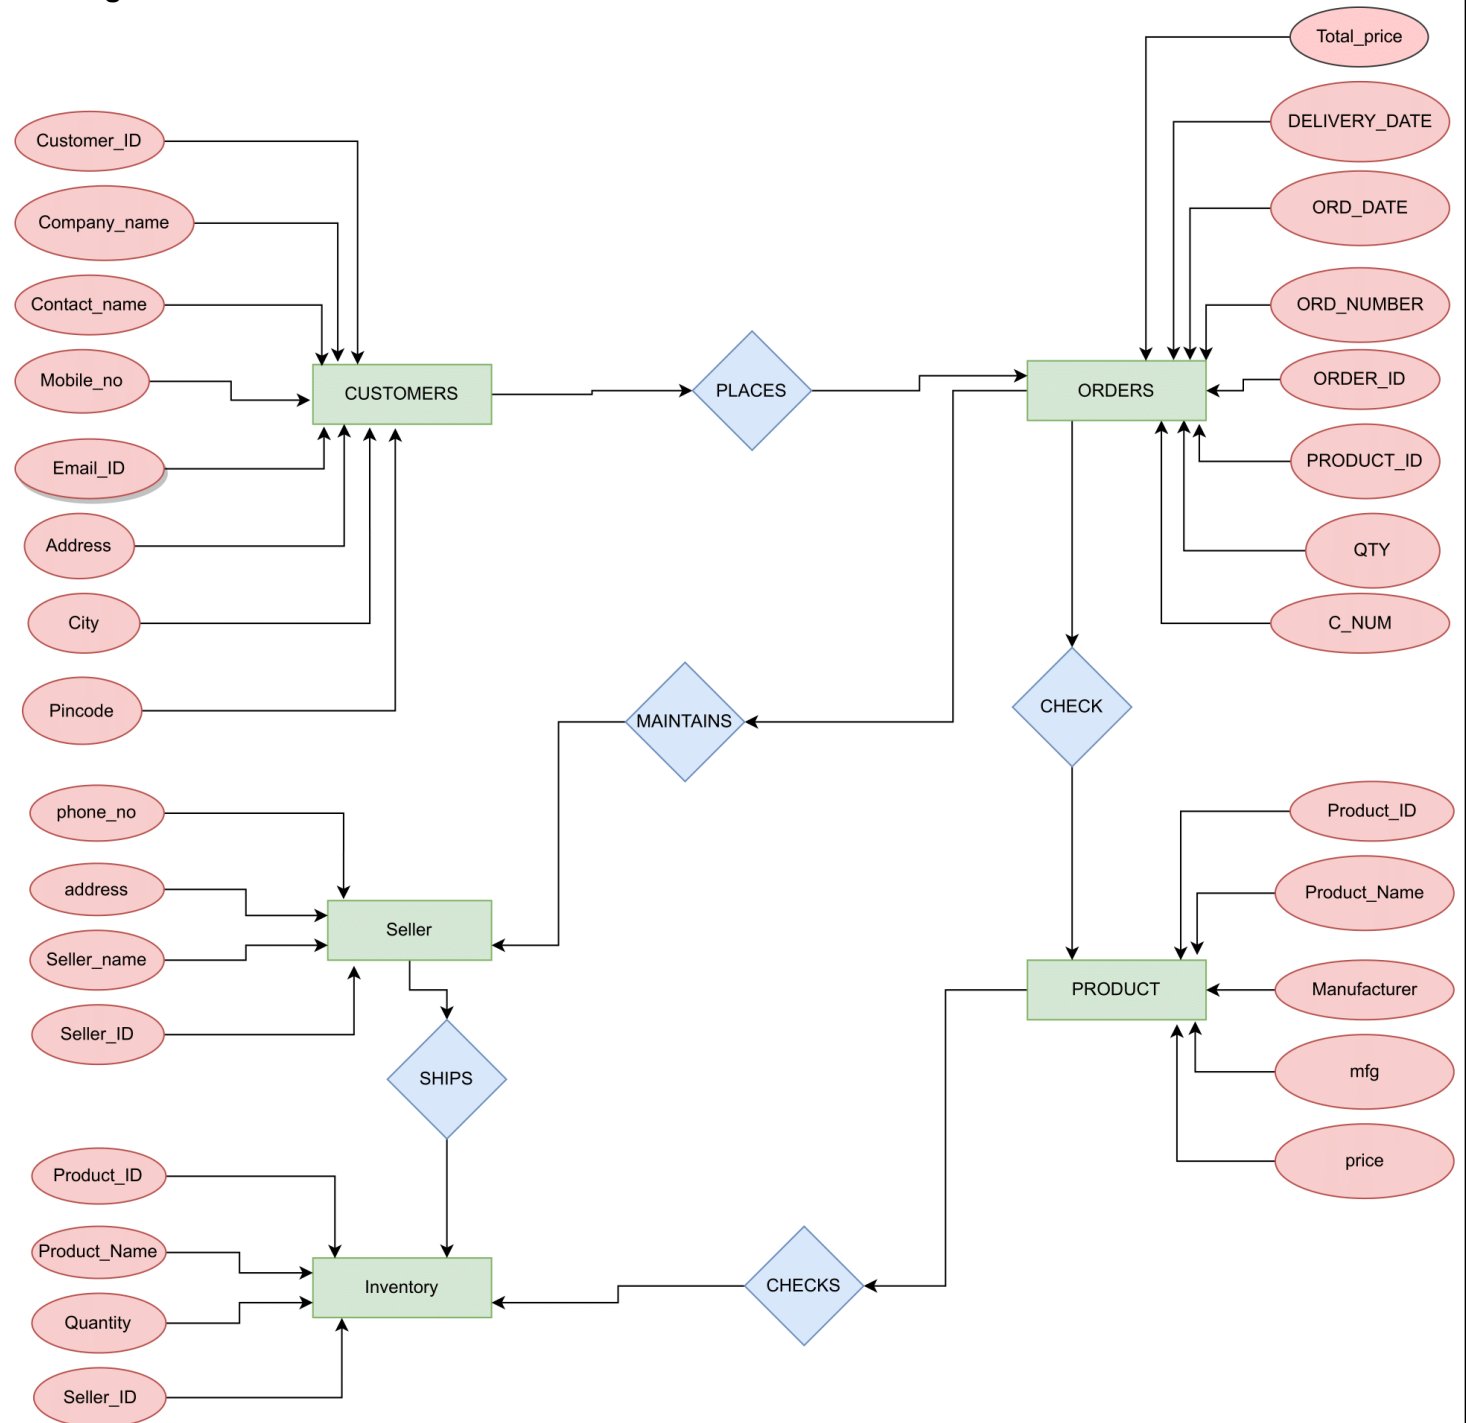 Total_price
DELIVERY_DATE
Customer_ID
ORD_DATE
Company_name
Contact_name
ORD_NUMBER
Mobile_no
CUSTOMERS
PLACES
ORDERS
ORDER_ID
Email_ID
PRODUCT_ID
Address
QTY
City
C_NUM
Pincode
MAINTAINS
CHECK
phone_no
Product_ID
address
Product_Name
Seller
Seller_name
PRODUCT
Manufacturer
Seller_ID
SHIPS
mfg
Product_ID
price
Product_Name
Inventory
CHECKS
Quantity
Seller_ID